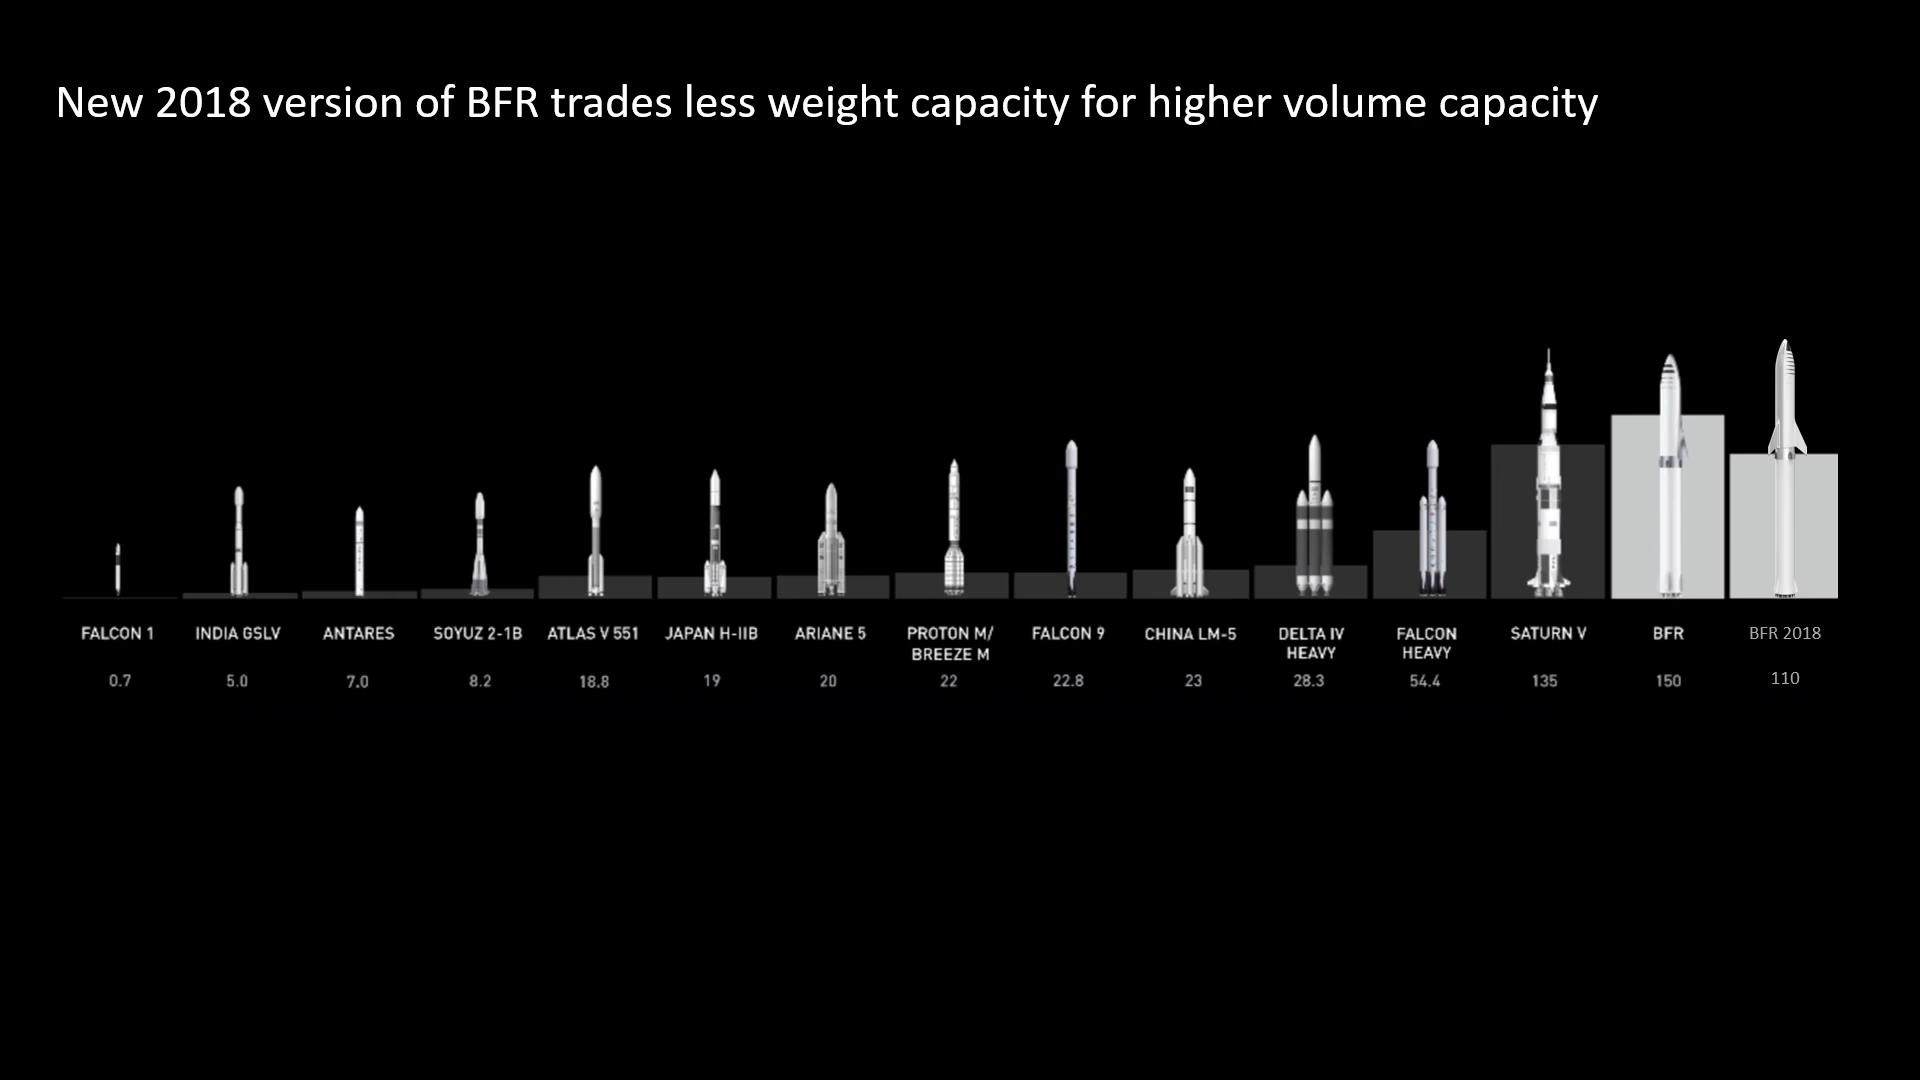 New 2018 version of BFR trades less weight capacity for higher volume capacity
FALCON 1
INDIA GSLV
ANTARES
SOYUZ 2-1B
ATLAS V 551
JAPAN H-IIB
ARIANE 5
PROTON M/
BREEZE M
FALCON 9
CHINA LM-5
DELTA IV
HEAVY
FALCON
HEAVY
SATURN V
BFR
BFR 2018
0.7
5.0
7.0
8.2
18.8
19
20
22
22.8
23
28.3
54.4
135
150
110